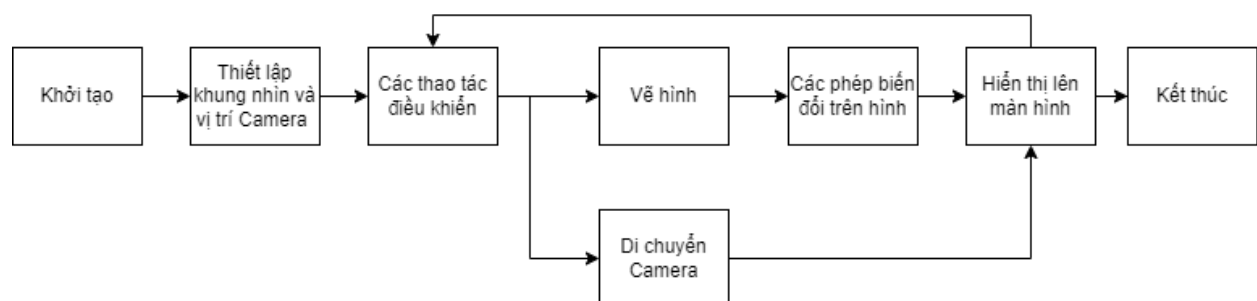 Khởi tạo
Thiết lập
khung nhìn và
vị trí Camera
Các thao tác
điều khiển
Vẽ hình
Các phép biến
đổi trên hình
Hiển thị lên
màn hình
Kết thúc
Di chuyển
Camera